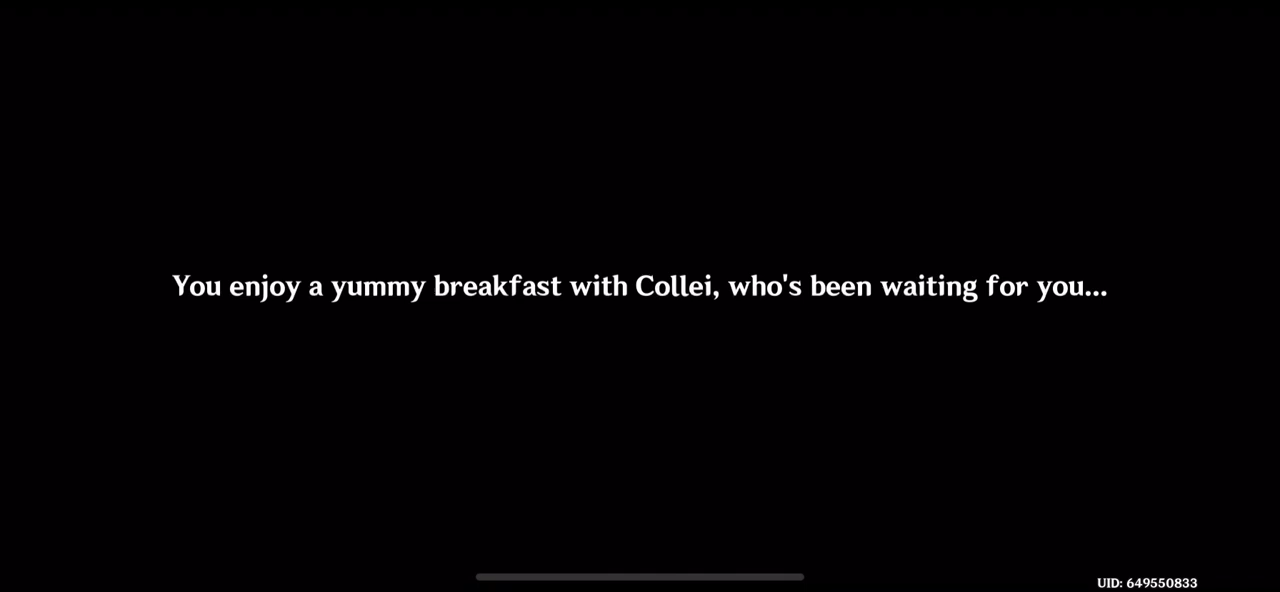 You enjoy a yummy breakfast with Collei, who's been waiting for you...
UID: 649550833